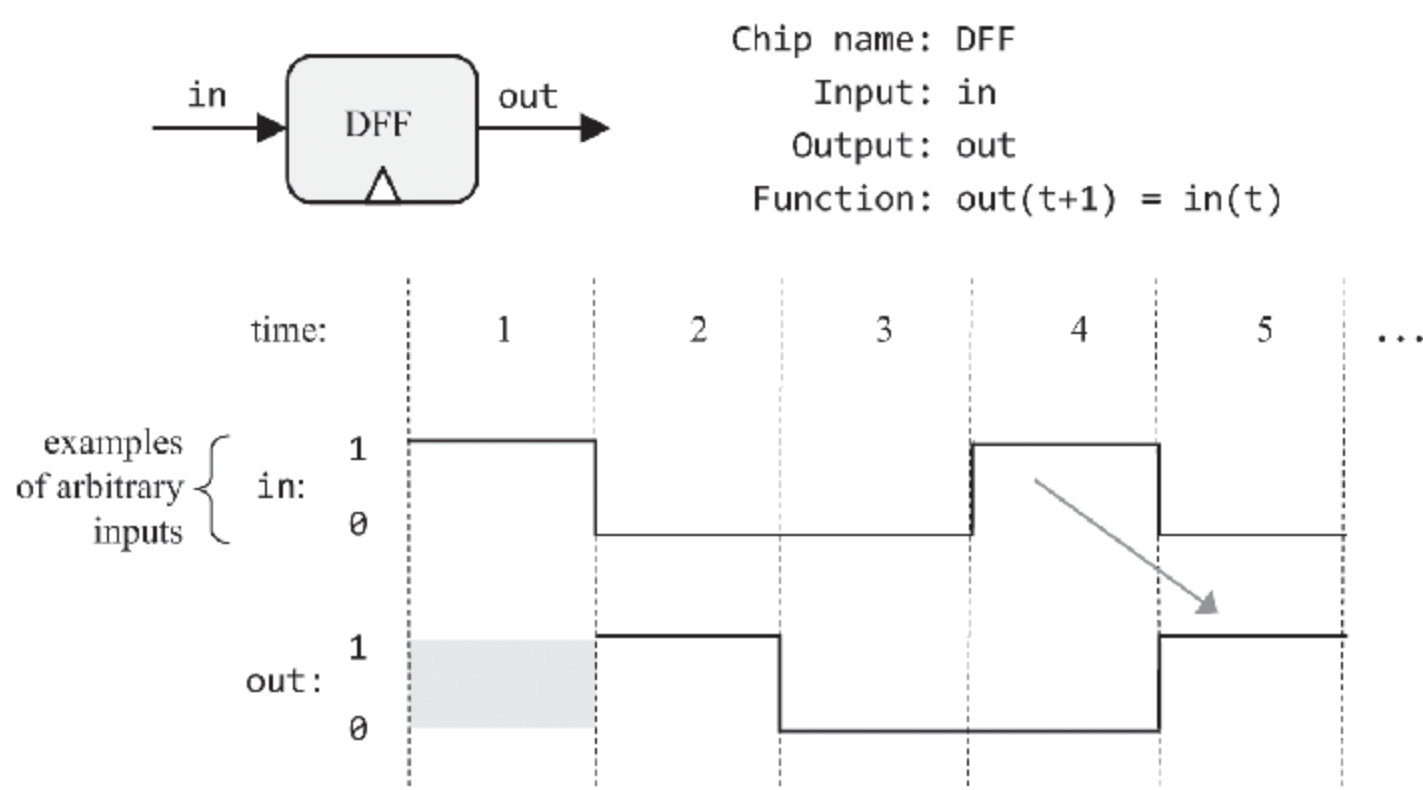 in
DFF
out
Chip name: DFF
Input: in
Output: out
Function: out(t+1) = in(t)
time: 1 2 3 4 5 ...
examples
of arbitrary
inputs
in:
1
0
out:
1
0